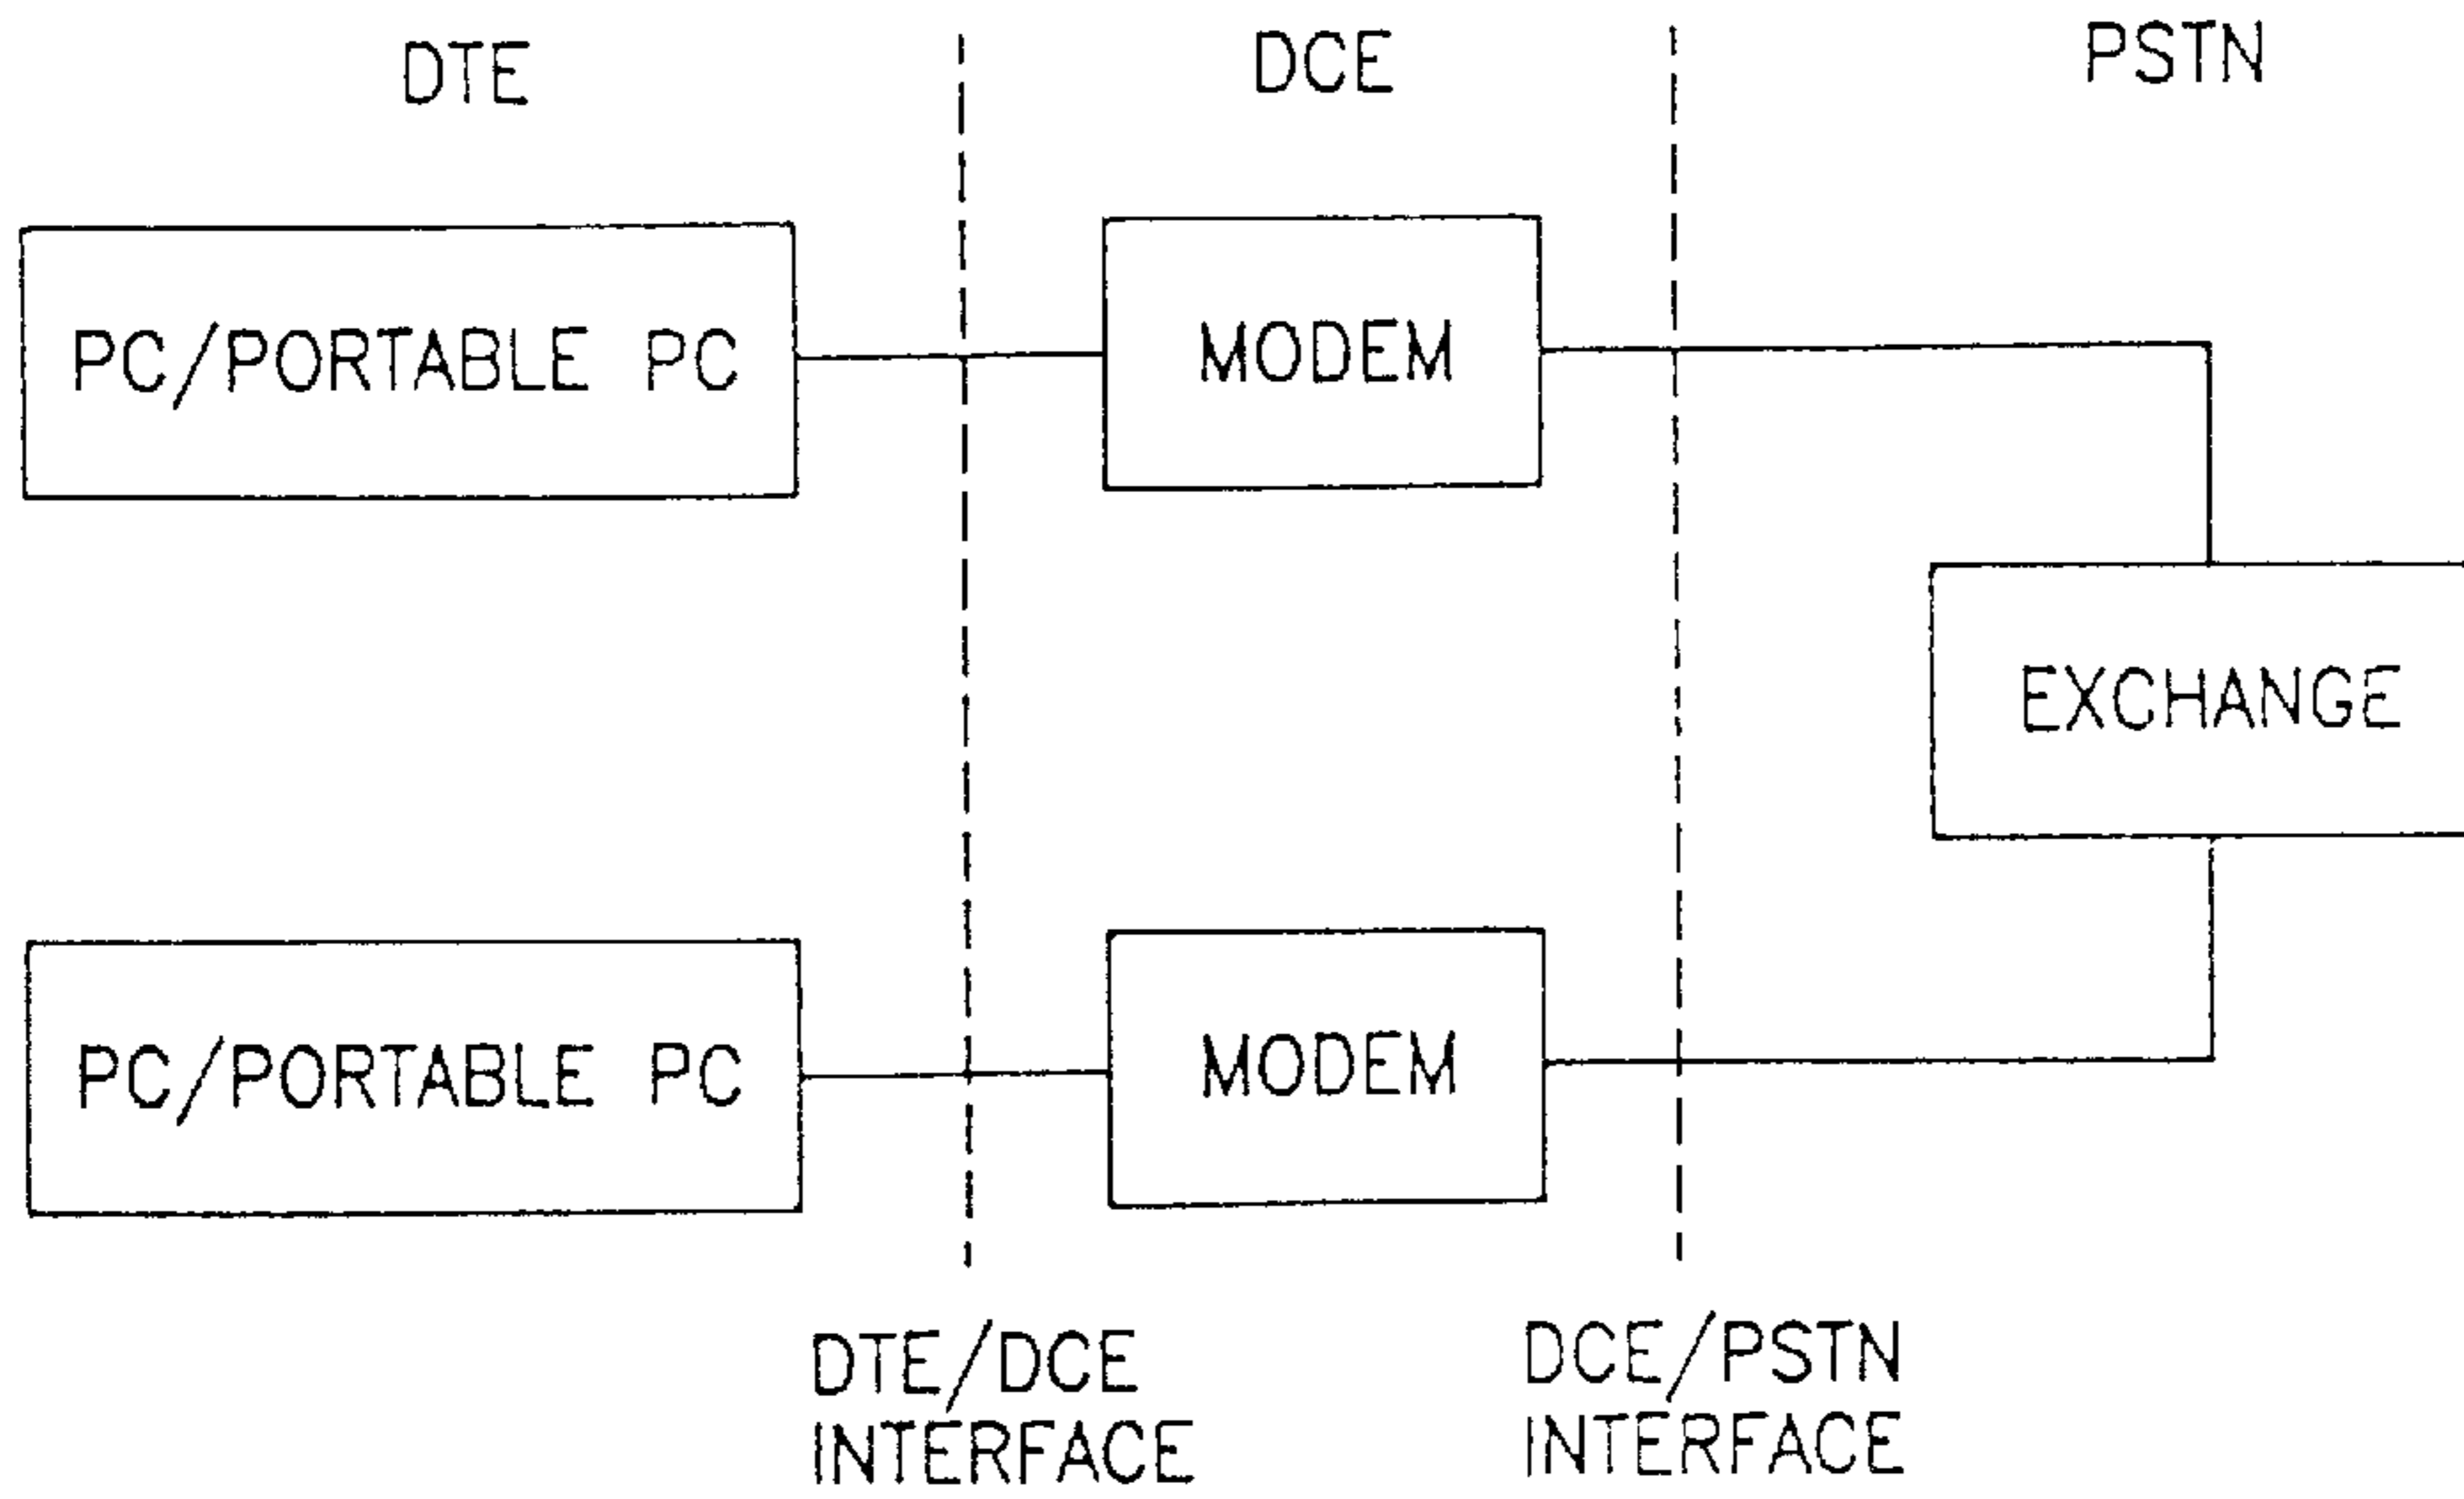 DTE
DCE
PSTN
PC/PORTABLE PC
MODEM
EXCHANGE
PC/PORTABLE PC
MODEM
DTE/DCE
INTERFACE
DCE/PSTN
INTERFACE